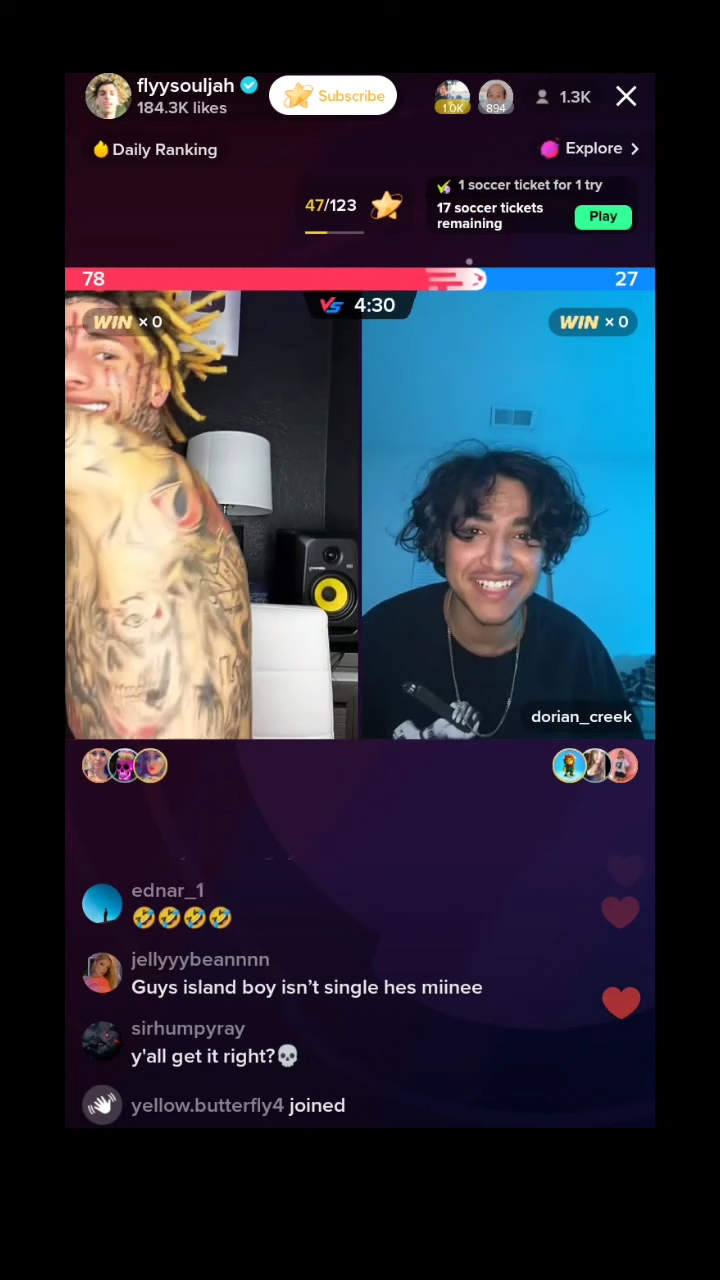 flyysouljah
184.3K likes
Subscribe
1.0K
894
1.3K
Daily Ranking
Explore
47/123
1 soccer ticket for 1 try
17 soccer tickets
remaining
Play
78
27
VS 4:30
WIN × 0
WIN × 0
dorian_creek
ednar_1
🤣🤣🤣🤣
jellyyybeannnn
Guys island boy isn’t single hes miinee
sirhumpyray
y'all get it right?💀
yellow.butterfly4 joined